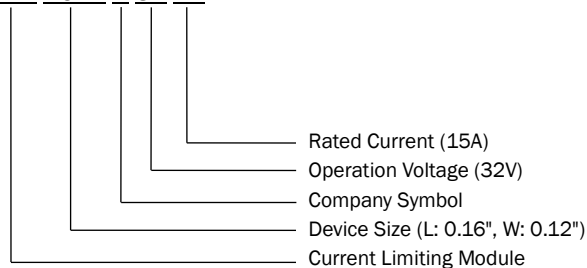 Rated Current (15A)
Operation Voltage (32V)
Company Symbol
Device Size (L: 0.16", W: 0.12")
Current Limiting Module